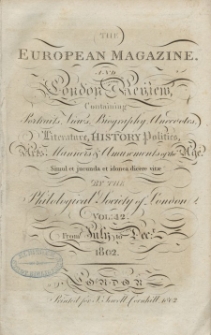 THE
EUROPEAN MAGAZINE,
AND
London Review,
Containing
Portraits, Views, Biography, Anecdotes,
Literature, HISTORY Politics,
Arts, Manners & Amusements of the Age.
Simul et jucunda et idonea dicere vitæ
BY THE
Philological Society of London
VOL: 42.
From July to Dec.r
1802.
LONDON
Printed for J. Sewell Cornhill